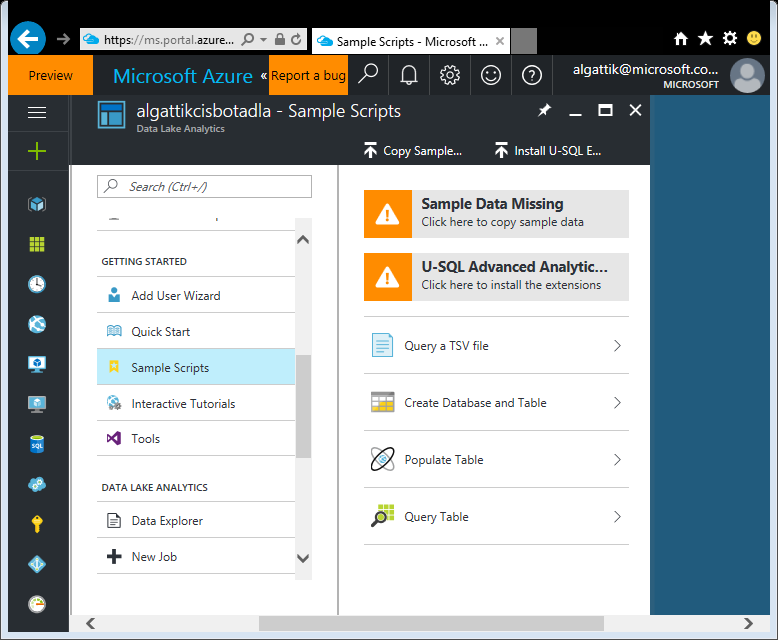 https://ms.portal.azure...
Sample Scripts - Microsoft ...
Preview
Microsoft Azure
«
Report a bug
algattik@microsoft.co...
MICROSOFT
algattikcisbotadla - Sample Scripts
Data Lake Analytics
Copy Sample...
Install U-SQL E...
Search (Ctrl+/)
GETTING STARTED
Add User Wizard
Quick Start
Sample Scripts
Interactive Tutorials
Tools
DATA LAKE ANALYTICS
Data Explorer
New Job
Sample Data Missing
Click here to copy sample data
U-SQL Advanced Analytic...
Click here to install the extensions
Query a TSV file
Create Database and Table
Populate Table
Query Table
SQL